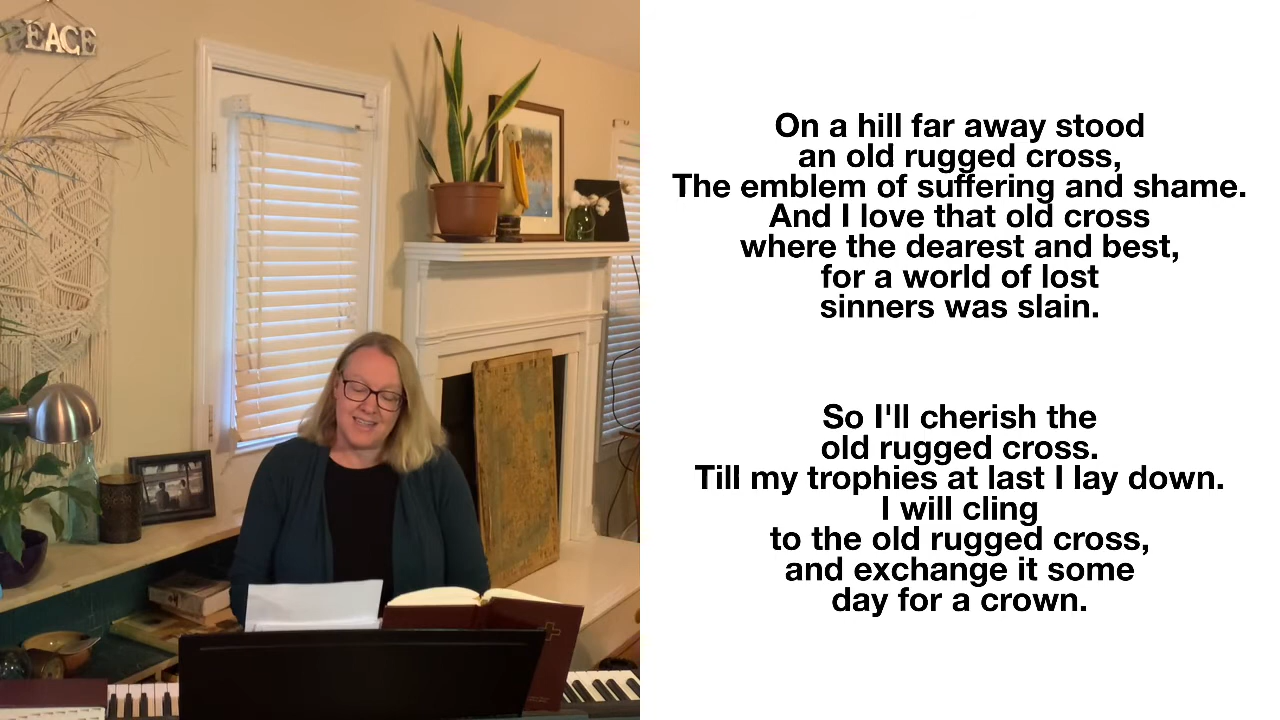 PEACE
On a hill far away stood
an old rugged cross,
The emblem of suffering and shame.
And I love that old cross
where the dearest and best,
for a world of lost
sinners was slain.
So I'll cherish the
old rugged cross.
Till my trophies at last I lay down.
I will cling
to the old rugged cross,
and exchange it some
day for a crown.